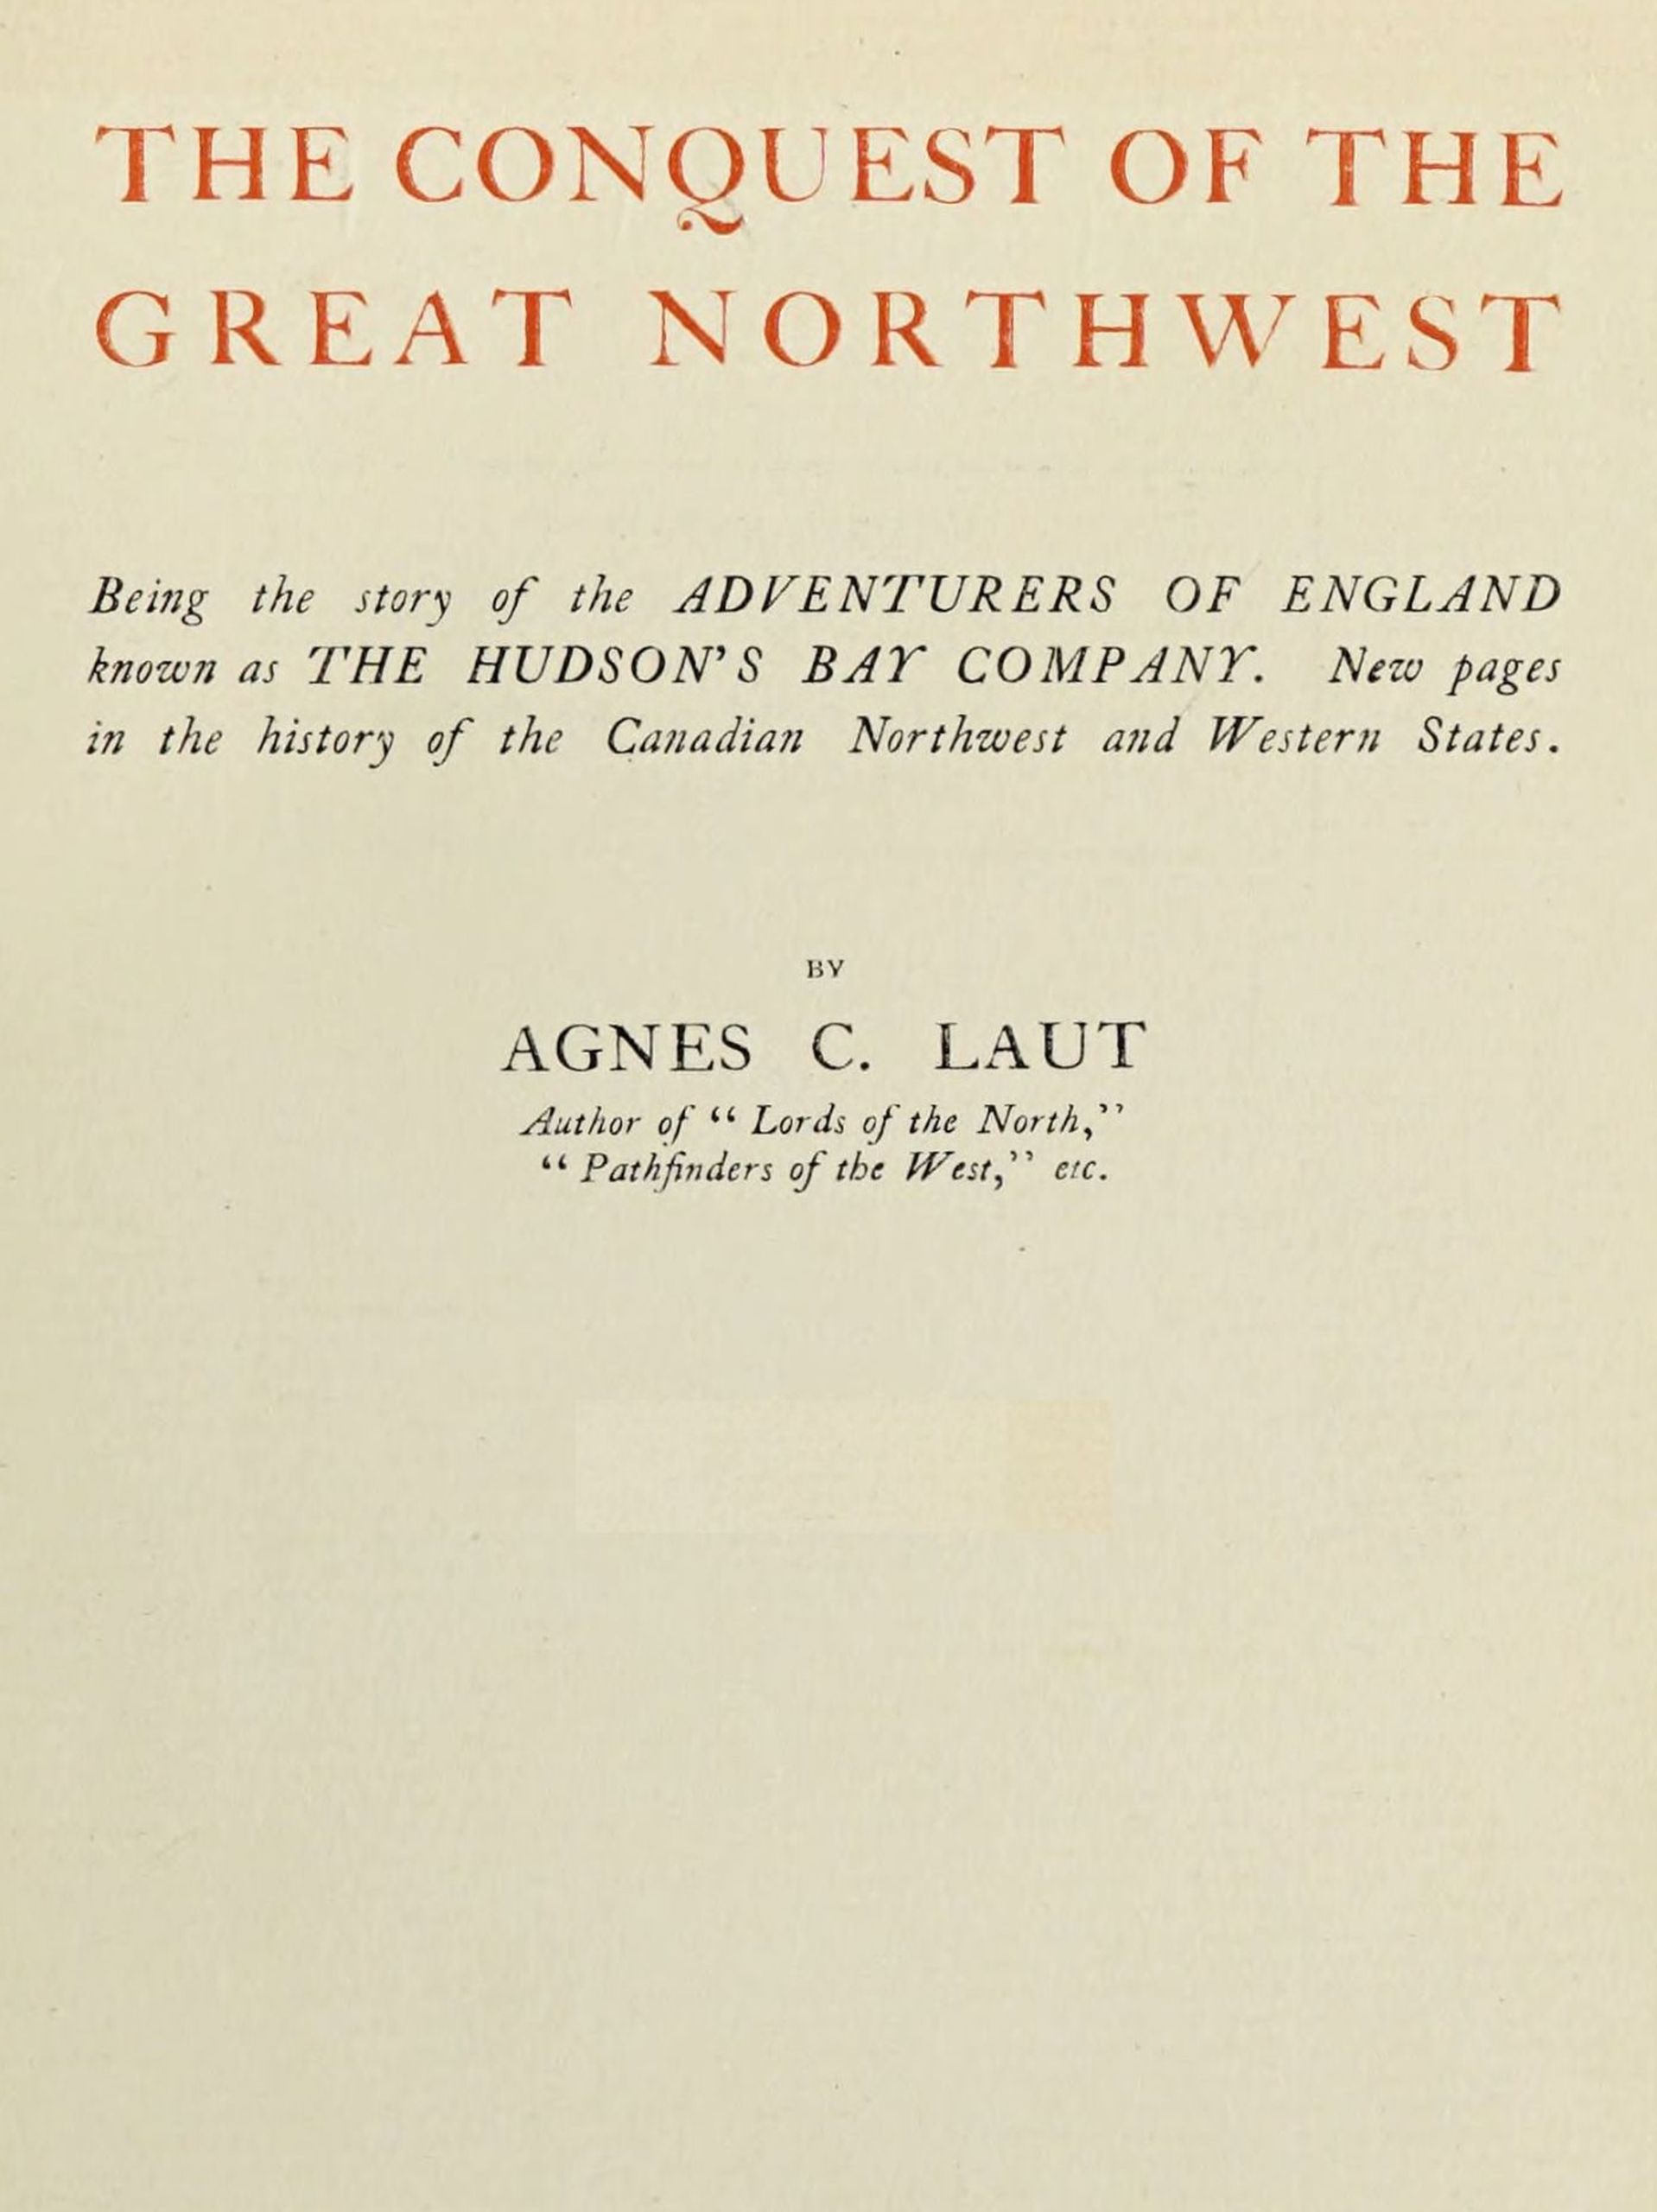 THE CONQUEST OF THE
GREAT NORTHWEST
Being the story of the ADVENTURERS OF ENGLAND
known as THE HUDSON'S BAY COMPANY. New pages
in the history of the Canadian Northwest and Western States.
BY
AGNES C. LAUT
Author of “ Lords of the North,”
“ Pathfinders of the West,” etc.